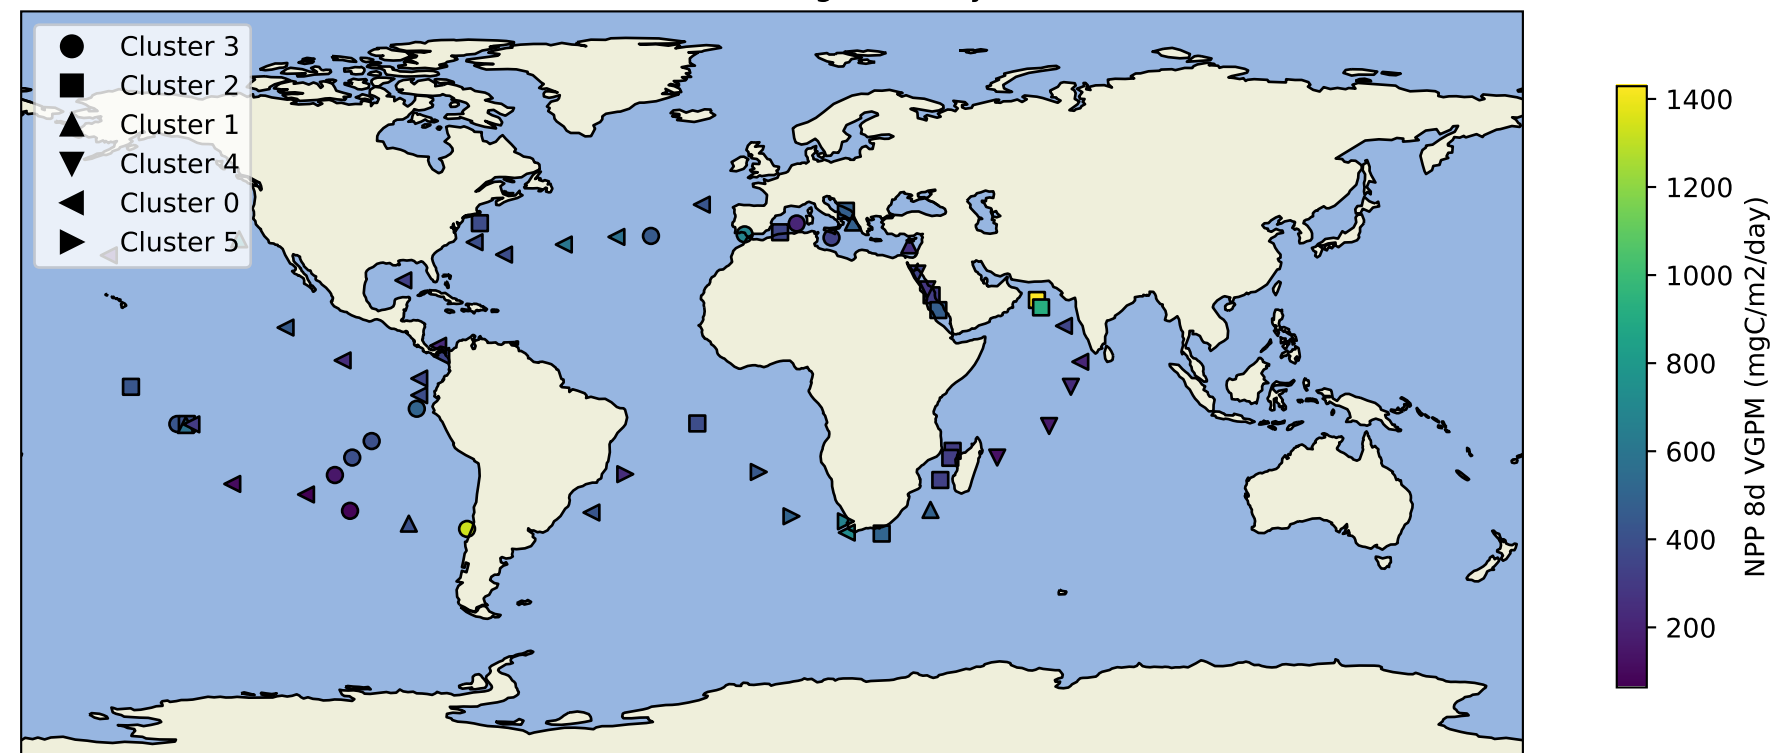 Cluster 3
Cluster 2
Cluster 1
Cluster 4
Cluster 0
Cluster 5
1400
1200
1000
800
600
400
200
NPP 8d VGPM (mgC/m2/day)